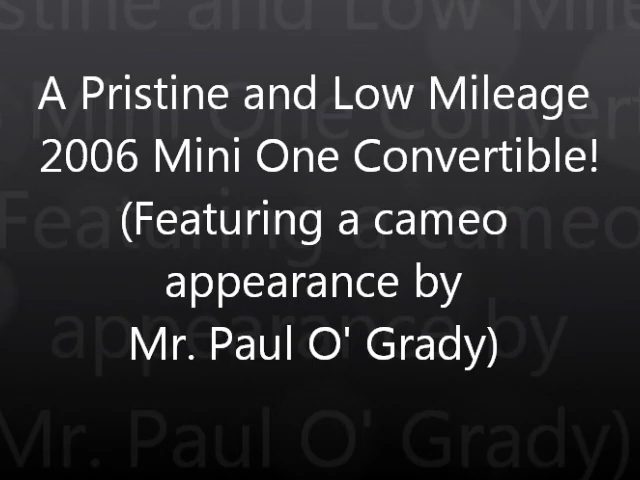 A Pristine and Low Mileage
2006 Mini One Convertible!
(Featuring a cameo
appearance by
Mr. Paul O' Grady)